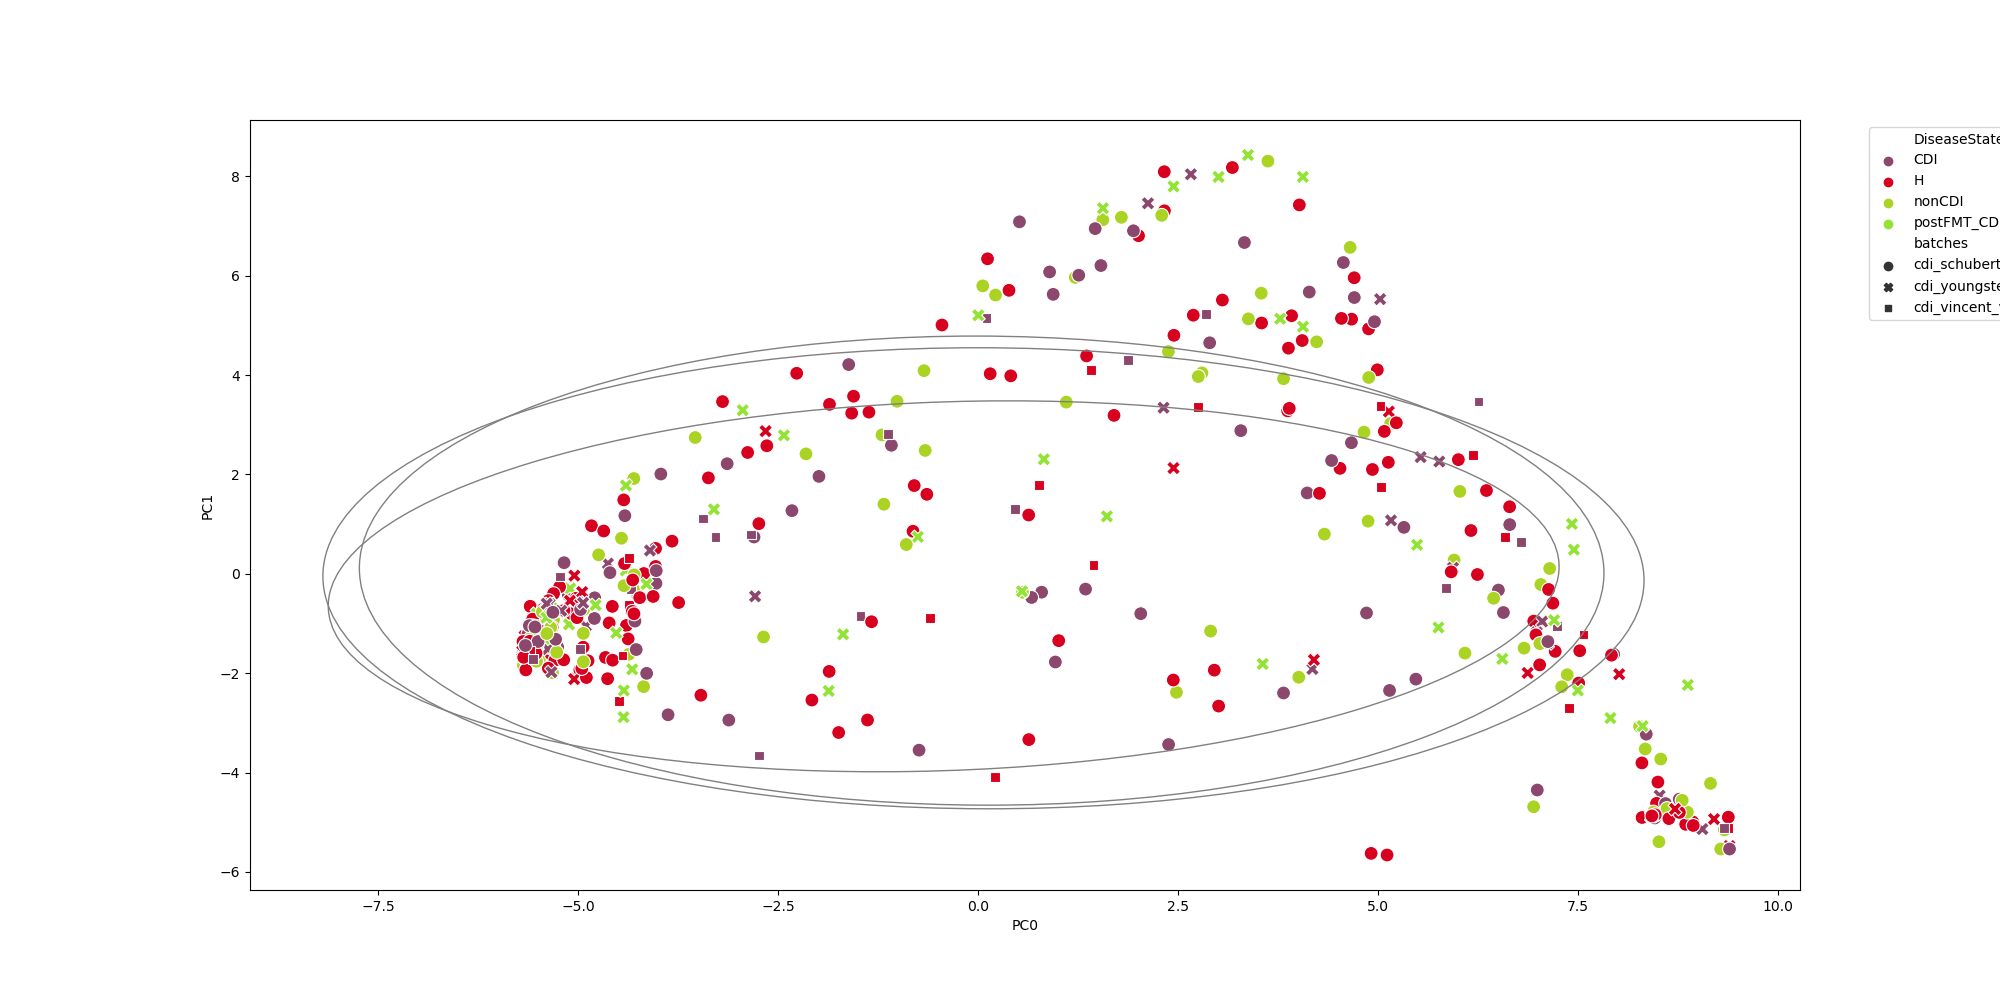 DiseaseState
CDI
H
nonCDI
postFMT_CD
batches
cdi_schubert
cdi_youngste
cdi_vincent_
8
6
4
2
0
−2
−4
−6
PC1
−7.5 −5.0 −2.5 0.0 2.5 5.0 7.5 10.0
PC0